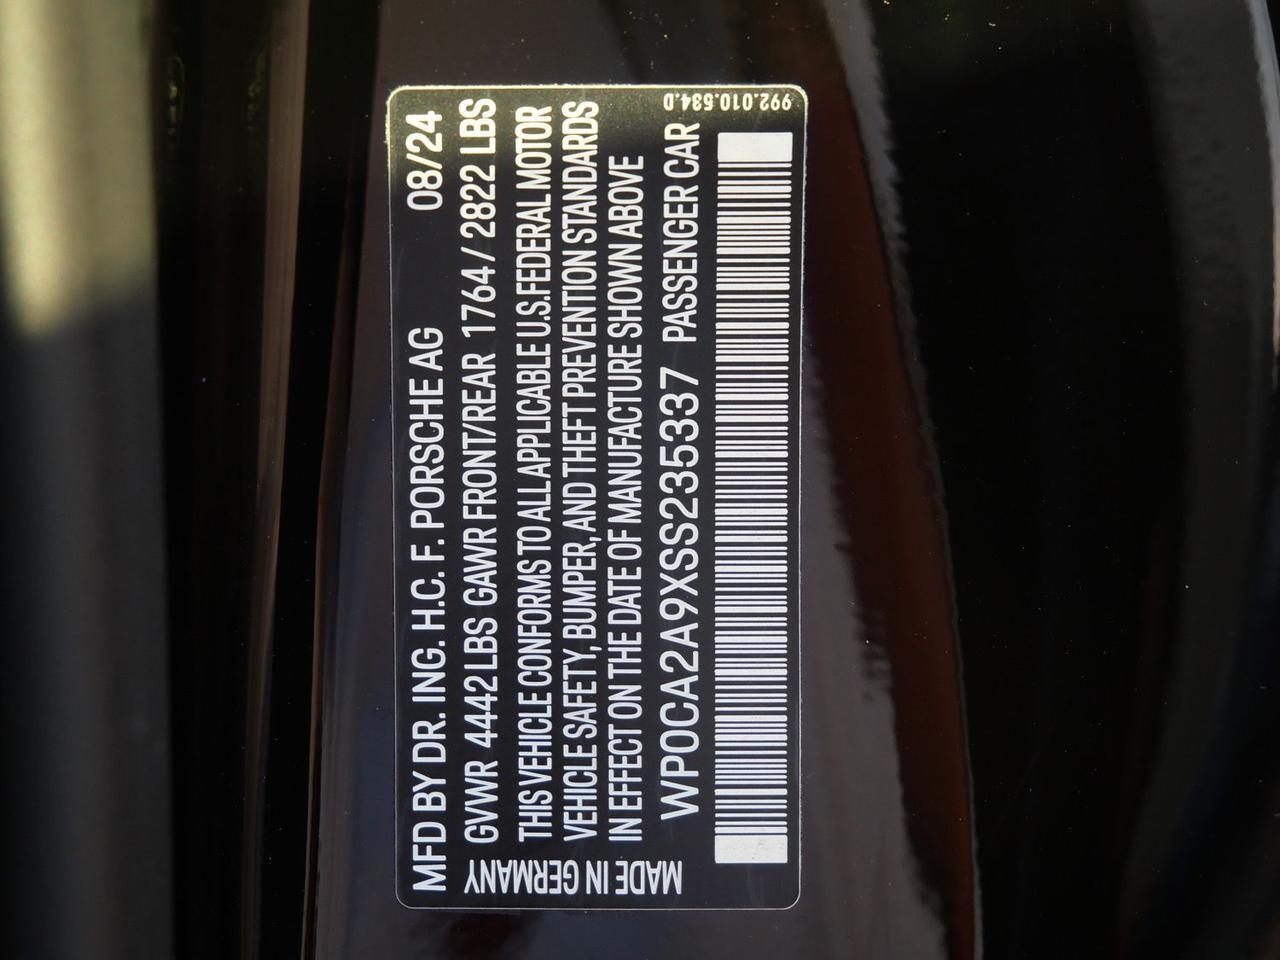 MFD BY DR. ING. H.C. F. PORSCHE AG 08/24
GVWR 4442 LBS GAWR FRONT/REAR 1764 / 2822 LBS
THIS VEHICLE CONFORMS TO ALL APPLICABLE U.S. FEDERAL MOTOR
VEHICLE SAFETY, BUMPER, AND THEFT PREVENTION STANDARDS
IN EFFECT ON THE DATE OF MANUFACTURE SHOWN ABOVE
WP0CA2A9XSS235337 PASSENGER CAR
MADE IN GERMANY
992.010.534.D